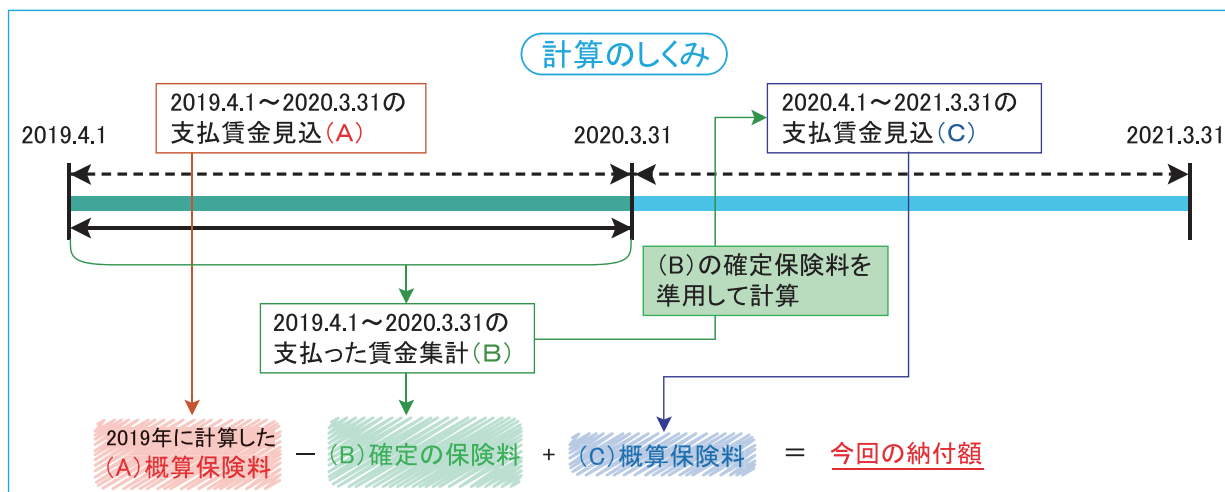 計算のしくみ
2019.4.1～2020.3.31の
支払賃金見込(A)
2020.4.1～2021.3.31の
支払賃金見込(C)
2019.4.1
2020.3.31
2021.3.31
(B)の確定保険料を
準用して計算
2019.4.1～2020.3.31の
支払った賃金集計(B)
2019年に計算した
(A)概算保険料 － (B)確定の保険料 + (C)概算保険料 ＝ 今回の納付額